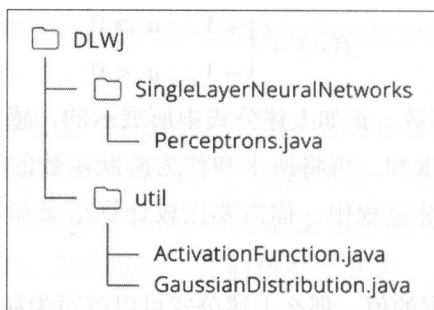 DLWJ
SingleLayerNeuralNetworks
Perceptrons.java
util
ActivationFunction.java
GaussianDistribution.java